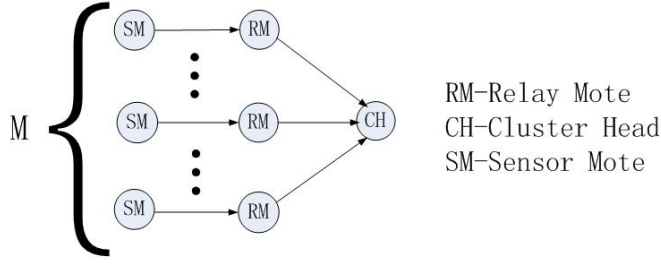 SM
RM
M
SM
RM
CH
SM
RM
RM-Relay Mote
CH-Cluster Head
SM-Sensor Mote